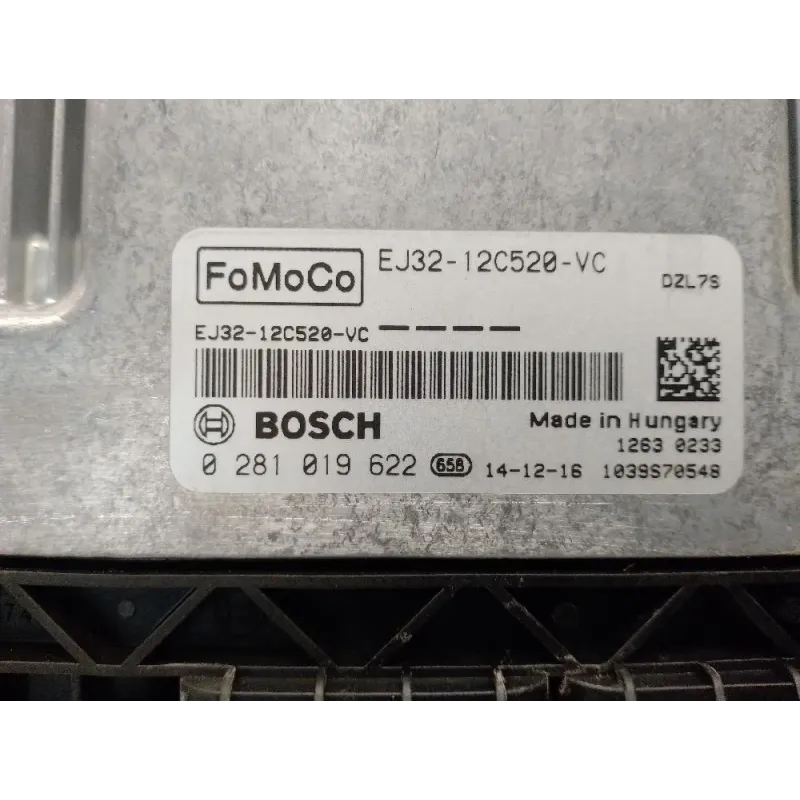 FoMoCo EJ32-12C520-VC
DZL7S
EJ32-12C520-VC — — — —
BOSCH
Made in Hungary
1263 0233
0 281 019 622 656 14-12-16 1039S70548